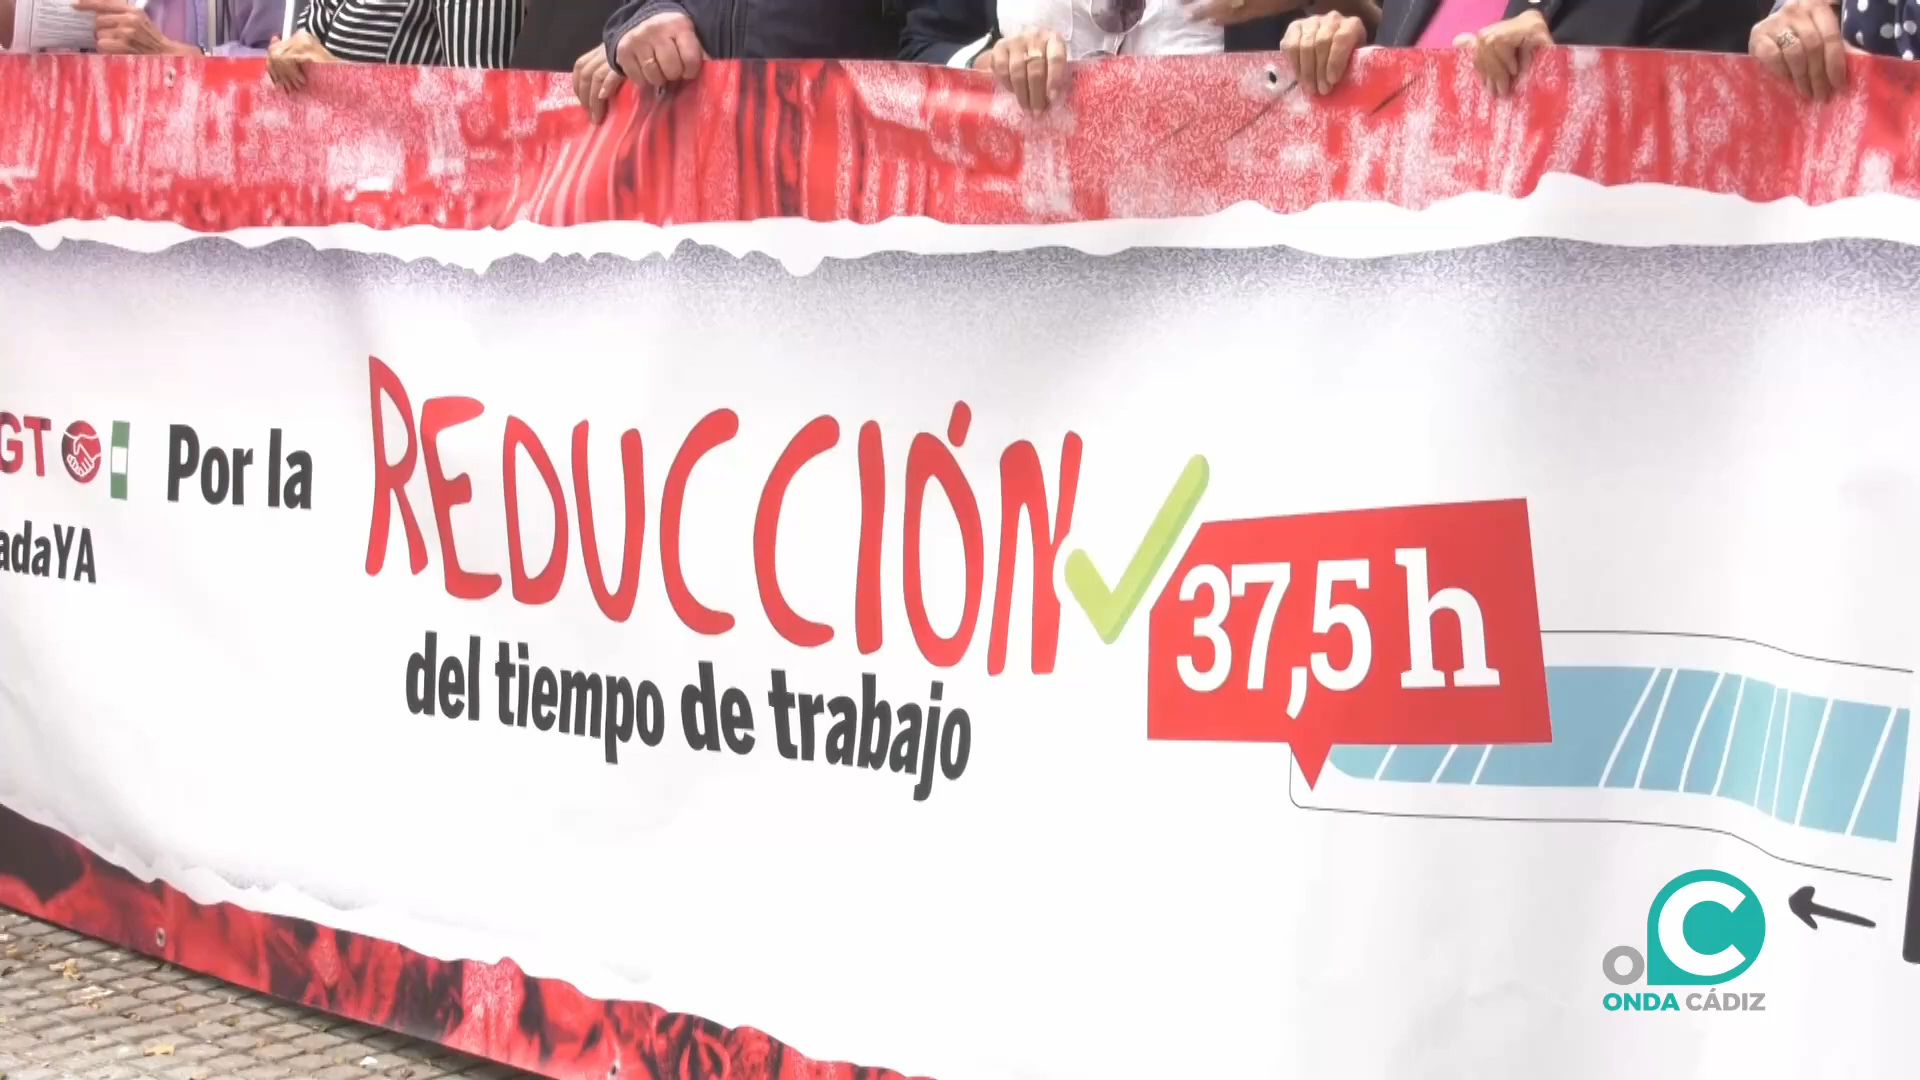 GT Por la
adaYA
REDUCCIÓN
del tiempo de trabajo
37,5 h
ONDA CÁDIZ